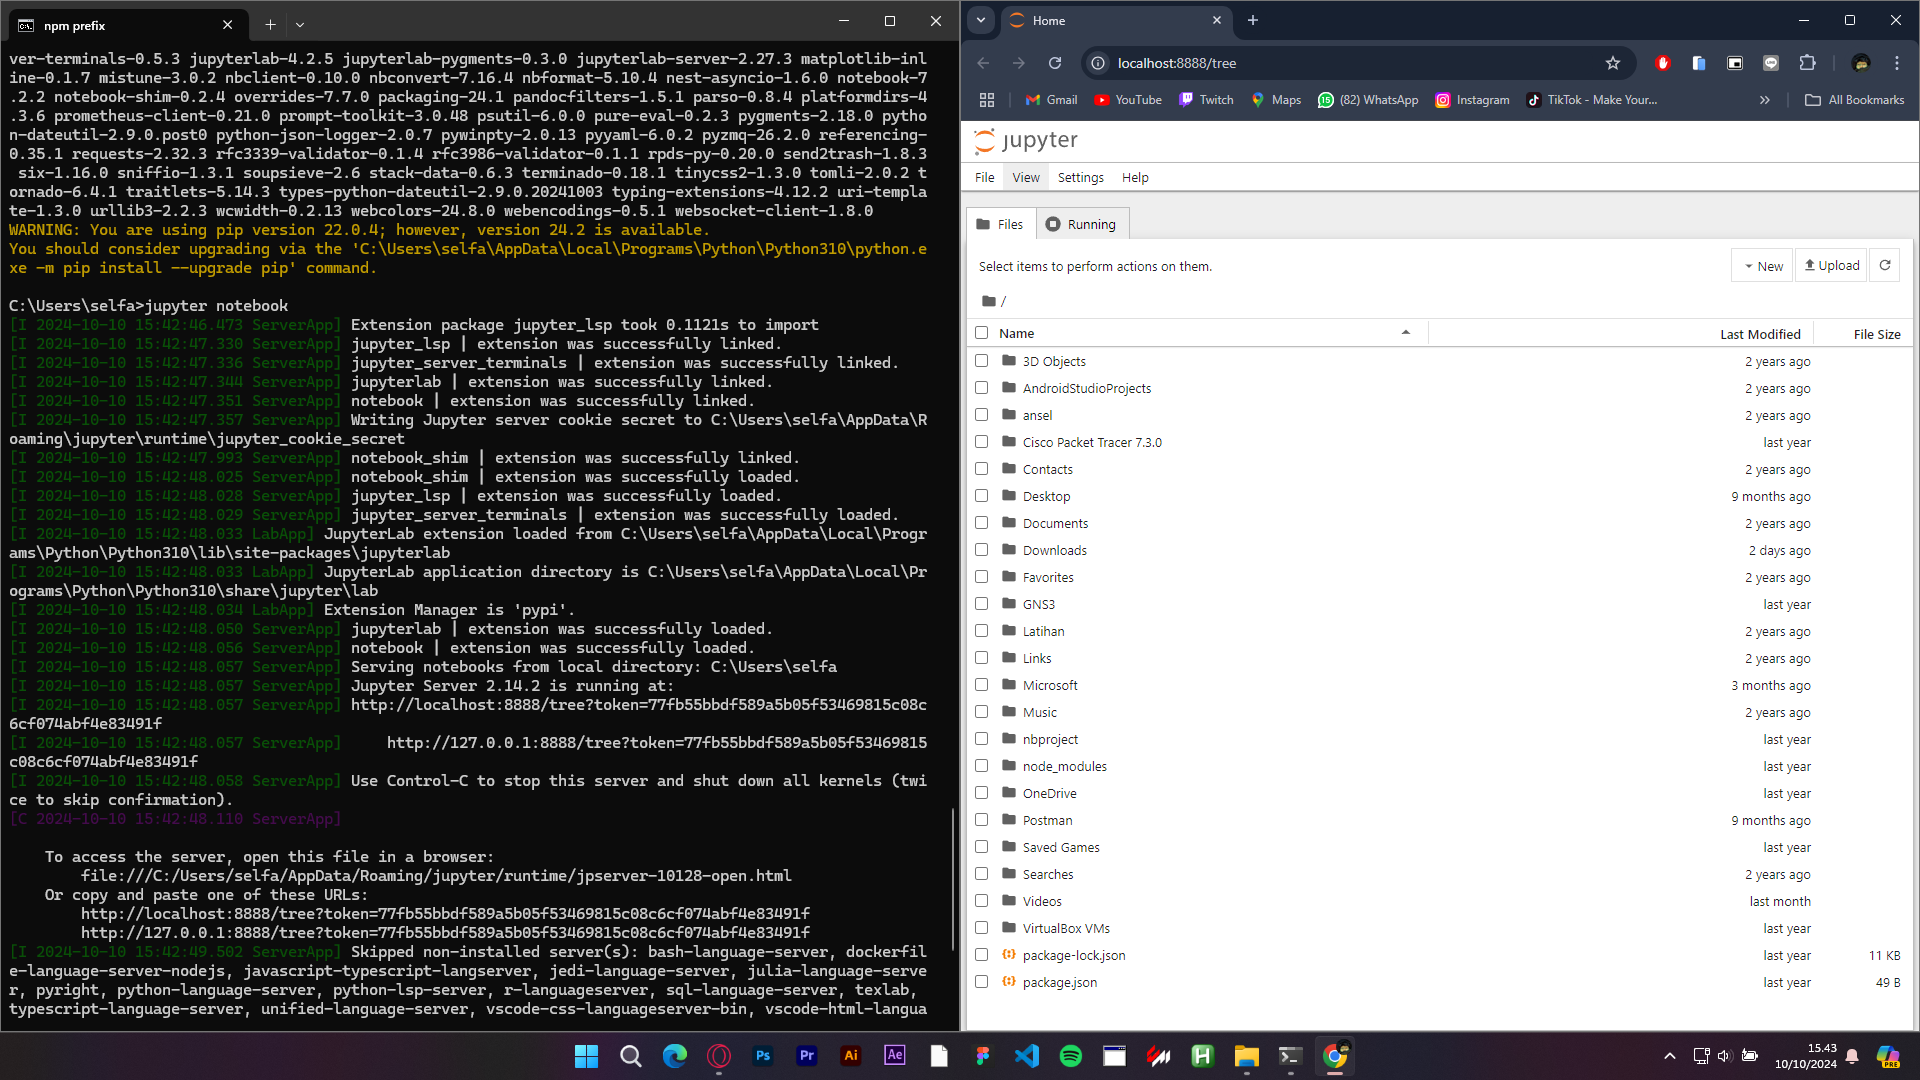 npm prefix
ver-terminals-0.5.3 jupyterlab-4.2.5 jupyterlab-pygments-0.3.0 jupyterlab-server-2.27.3 matplotlib-inl
ine-0.1.7 mistune-3.0.2 nbclient-0.10.0 nbconvert-7.16.4 nbformat-5.10.4 nest-asyncio-1.6.0 notebook-7
.2.2 notebook-shim-0.2.4 overrides-7.7.0 packaging-24.1 pandocfilters-1.5.1 parso-0.8.4 platformdirs-4
.3.6 prometheus-client-0.21.0 prompt-toolkit-3.0.48 psutil-6.0.0 pure-eval-0.2.3 pygments-2.18.0 pytho
n-dateutil-2.9.0.post0 python-json-logger-2.0.7 pywinpty-2.0.13 pyyaml-6.0.2 pyzmq-26.2.0 referencing-
0.35.1 requests-2.32.3 rfc3339-validator-0.1.4 rfc3986-validator-0.1.1 rpds-py-0.20.0 send2trash-1.8.3
 six-1.16.0 sniffio-1.3.1 soupsieve-2.6 stack-data-0.6.3 terminado-0.18.1 tinycss2-1.3.0 tomli-2.0.2 t
ornado-6.4.1 traitlets-5.14.3 types-python-dateutil-2.9.0.20241003 typing-extensions-4.12.2 uri-templa
te-1.3.0 urllib3-2.2.3 wcwidth-0.2.13 webcolors-24.8.0 webencodings-0.5.1 websocket-client-1.8.0
WARNING: You are using pip version 22.0.4; however, version 24.2 is available.
You should consider upgrading via the 'C:\Users\selfa\AppData\Local\Programs\Python\Python310\python.e
xe -m pip install --upgrade pip' command.
C:\Users\selfa>jupyter notebook
[I 2024-10-10 15:42:46.473 ServerApp] Extension package jupyter_lsp took 0.1121s to import
[I 2024-10-10 15:42:47.330 ServerApp] jupyter_lsp | extension was successfully linked.
[I 2024-10-10 15:42:47.336 ServerApp] jupyter_server_terminals | extension was successfully linked.
[I 2024-10-10 15:42:47.344 ServerApp] jupyterlab | extension was successfully linked.
[I 2024-10-10 15:42:47.351 ServerApp] notebook | extension was successfully linked.
[I 2024-10-10 15:42:47.357 ServerApp] Writing Jupyter server cookie secret to C:\Users\selfa\AppData\R
oaming\jupyter\runtime\jupyter_cookie_secret
[I 2024-10-10 15:42:47.993 ServerApp] notebook_shim | extension was successfully linked.
[I 2024-10-10 15:42:48.025 ServerApp] notebook_shim | extension was successfully loaded.
[I 2024-10-10 15:42:48.028 ServerApp] jupyter_lsp | extension was successfully loaded.
[I 2024-10-10 15:42:48.029 ServerApp] jupyter_server_terminals | extension was successfully loaded.
[I 2024-10-10 15:42:48.033 LabApp] JupyterLab extension loaded from C:\Users\selfa\AppData\Local\Progr
ams\Python\Python310\lib\site-packages\jupyterlab
[I 2024-10-10 15:42:48.033 LabApp] JupyterLab application directory is C:\Users\selfa\AppData\Local\Pr
ograms\Python\Python310\share\jupyter\lab
[I 2024-10-10 15:42:48.034 LabApp] Extension Manager is 'pypi'.
[I 2024-10-10 15:42:48.050 ServerApp] jupyterlab | extension was successfully loaded.
[I 2024-10-10 15:42:48.056 ServerApp] notebook | extension was successfully loaded.
[I 2024-10-10 15:42:48.057 ServerApp] Serving notebooks from local directory: C:\Users\selfa
[I 2024-10-10 15:42:48.057 ServerApp] Jupyter Server 2.14.2 is running at:
[I 2024-10-10 15:42:48.057 ServerApp] http://localhost:8888/tree?token=77fb55bbdf589a5b05f53469815c08c
6cf074abf4e83491f
[I 2024-10-10 15:42:48.057 ServerApp]     http://127.0.0.1:8888/tree?token=77fb55bbdf589a5b05f53469815
c08c6cf074abf4e83491f
[I 2024-10-10 15:42:48.058 ServerApp] Use Control-C to stop this server and shut down all kernels (twi
ce to skip confirmation).
[C 2024-10-10 15:42:48.110 ServerApp]
To access the server, open this file in a browser:
file:///C:/Users/selfa/AppData/Roaming/jupyter/runtime/jpserver-10128-open.html
Or copy and paste one of these URLs:
http://localhost:8888/tree?token=77fb55bbdf589a5b05f53469815c08c6cf074abf4e83491f
http://127.0.0.1:8888/tree?token=77fb55bbdf589a5b05f53469815c08c6cf074abf4e83491f
[I 2024-10-10 15:42:49.502 ServerApp] Skipped non-installed server(s): bash-language-server, dockerfil
e-language-server-nodejs, javascript-typescript-langserver, jedi-language-server, julia-language-serve
r, pyright, python-language-server, python-lsp-server, r-languageserver, sql-language-server, texlab,
typescript-language-server, unified-language-server, vscode-css-languageserver-bin, vscode-html-langua
Home
localhost:8888/tree
Gmail YouTube Twitch Maps (82) WhatsApp Instagram TikTok - Make Your... All Bookmarks
jupyter
File View Settings Help
Files Running
Select items to perform actions on them.
New Upload
/
Name Last Modified File Size
3D Objects 2 years ago
AndroidStudioProjects 2 years ago
ansel 2 years ago
Cisco Packet Tracer 7.3.0 last year
Contacts 2 years ago
Desktop 9 months ago
Documents 2 years ago
Downloads 2 days ago
Favorites 2 years ago
GNS3 last year
Latihan 2 years ago
Links 2 years ago
Microsoft 3 months ago
Music 2 years ago
nbproject last year
node_modules last year
OneDrive last year
Postman 9 months ago
Saved Games last year
Searches 2 years ago
Videos last month
VirtualBox VMs last year
package-lock.json last year 11 KB
package.json last year 49 B
Ps Pr Ai Ae H
15.43
10/10/2024
PRE